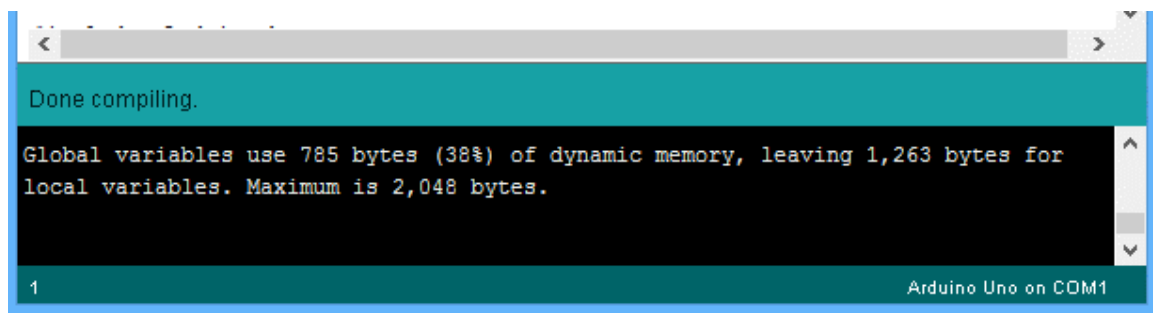 Done compiling.
Global variables use 785 bytes (38%) of dynamic memory, leaving 1,263 bytes for
local variables. Maximum is 2,048 bytes.
1
Arduino Uno on COM1